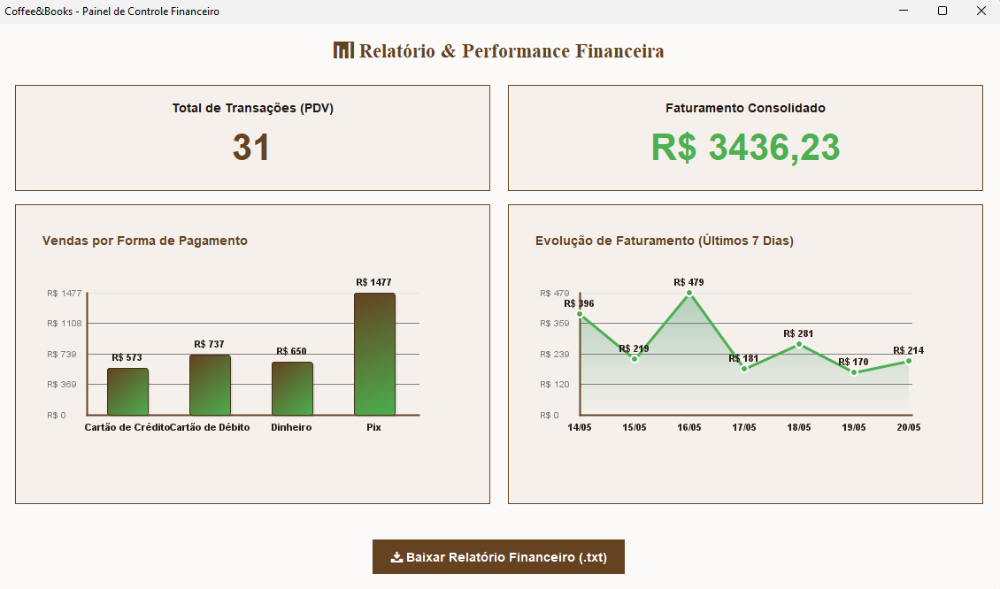 Coffee&Books - Painel de Controle Financeiro
Relatório & Performance Financeira
Total de Transações (PDV)
31
Faturamento Consolidado
R$ 3436,23
Vendas por Forma de Pagamento
R$ 1477
R$ 1108
R$ 739
R$ 369
R$ 0
R$ 573
R$ 737
R$ 650
R$ 1477
Cartão de Crédito
Cartão de Débito
Dinheiro
Pix
Evolução de Faturamento (Últimos 7 Dias)
R$ 479
R$ 359
R$ 239
R$ 120
R$ 0
R$ 396
R$ 219
R$ 479
R$ 181
R$ 281
R$ 170
R$ 214
14/05
15/05
16/05
17/05
18/05
19/05
20/05
Baixar Relatório Financeiro (.txt)